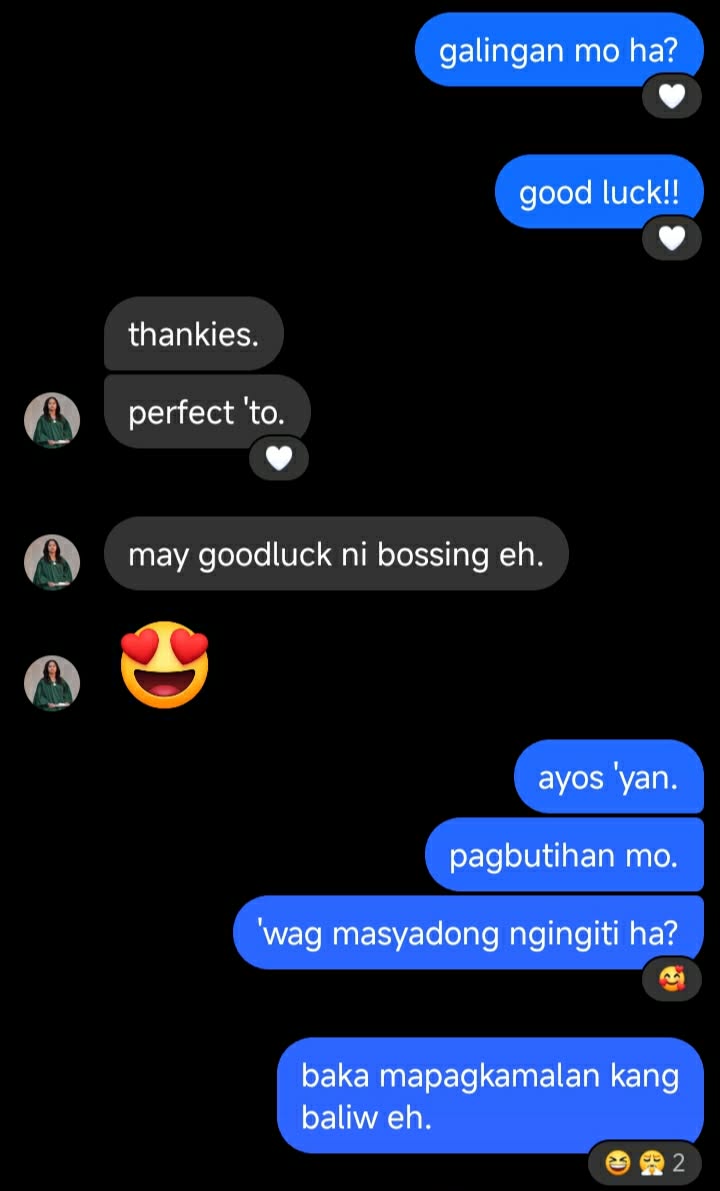 galingan mo ha?
good luck!!
thankies.
perfect 'to.
may goodluck ni bossing eh.
ayos 'yan.
pagbutihan mo.
'wag masyadong ngingiti ha?
baka mapagkamalan kang
baliw eh.
2